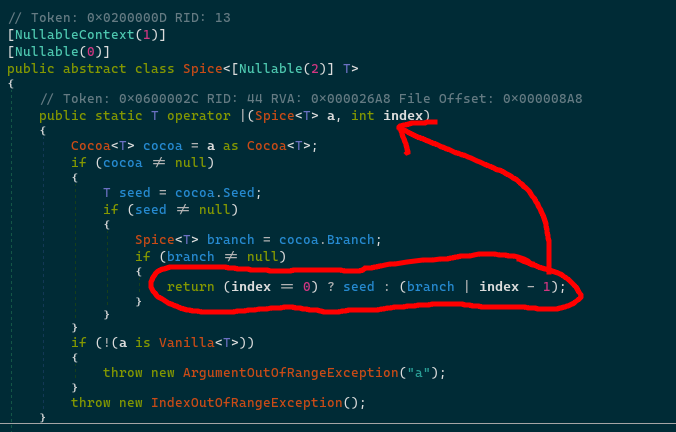 // Token: 0x0200000D RID: 13
[NullableContext(1)]
[Nullable(0)]
public abstract class Spice<[Nullable(2)] T>
{
// Token: 0x0600002C RID: 44 RVA: 0x000026A8 File Offset: 0x000008A8
public static T operator |(Spice<T> a, int index)
{
Cocoa<T> cocoa = a as Cocoa<T>;
if (cocoa ≠ null)
{
T seed = cocoa.Seed;
if (seed ≠ null)
{
Spice<T> branch = cocoa.Branch;
if (branch ≠ null)
{
return (index == 0) ? seed : (branch | index - 1);
}
}
}
if (!(a is Vanilla<T>))
{
throw new ArgumentOutOfRangeException("a");
}
throw new IndexOutOfRangeException();
}